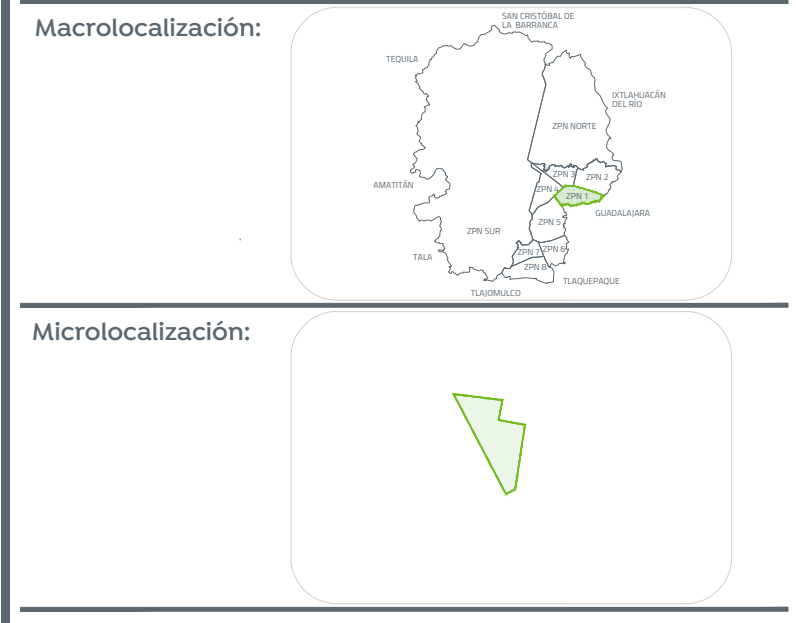 Macrolocalización:
SAN CRISTÓBAL DE
LA BARRANCA
TEQUILA
IXTLAHUACÁN
DEL RÍO
ZPN NORTE
ZPN 3
ZPN 2
AMATITÁN
ZPN 4
ZPN 1
GUADALAJARA
ZPN 5
ZPN SUR
ZPN 7
ZPN 6
TALA
ZPN 8
TLAQUEPAQUE
TLAJOMULCO
Microlocalización: